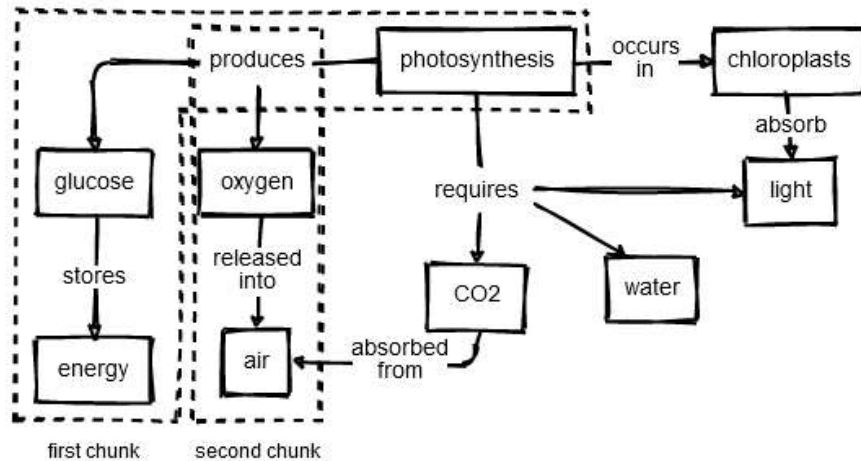 produces
photosynthesis
occurs
in
chloroplasts
absorb
glucose
oxygen
requires
light
stores
released
into
CO2
water
energy
air
absorbed
from
first chunk
second chunk